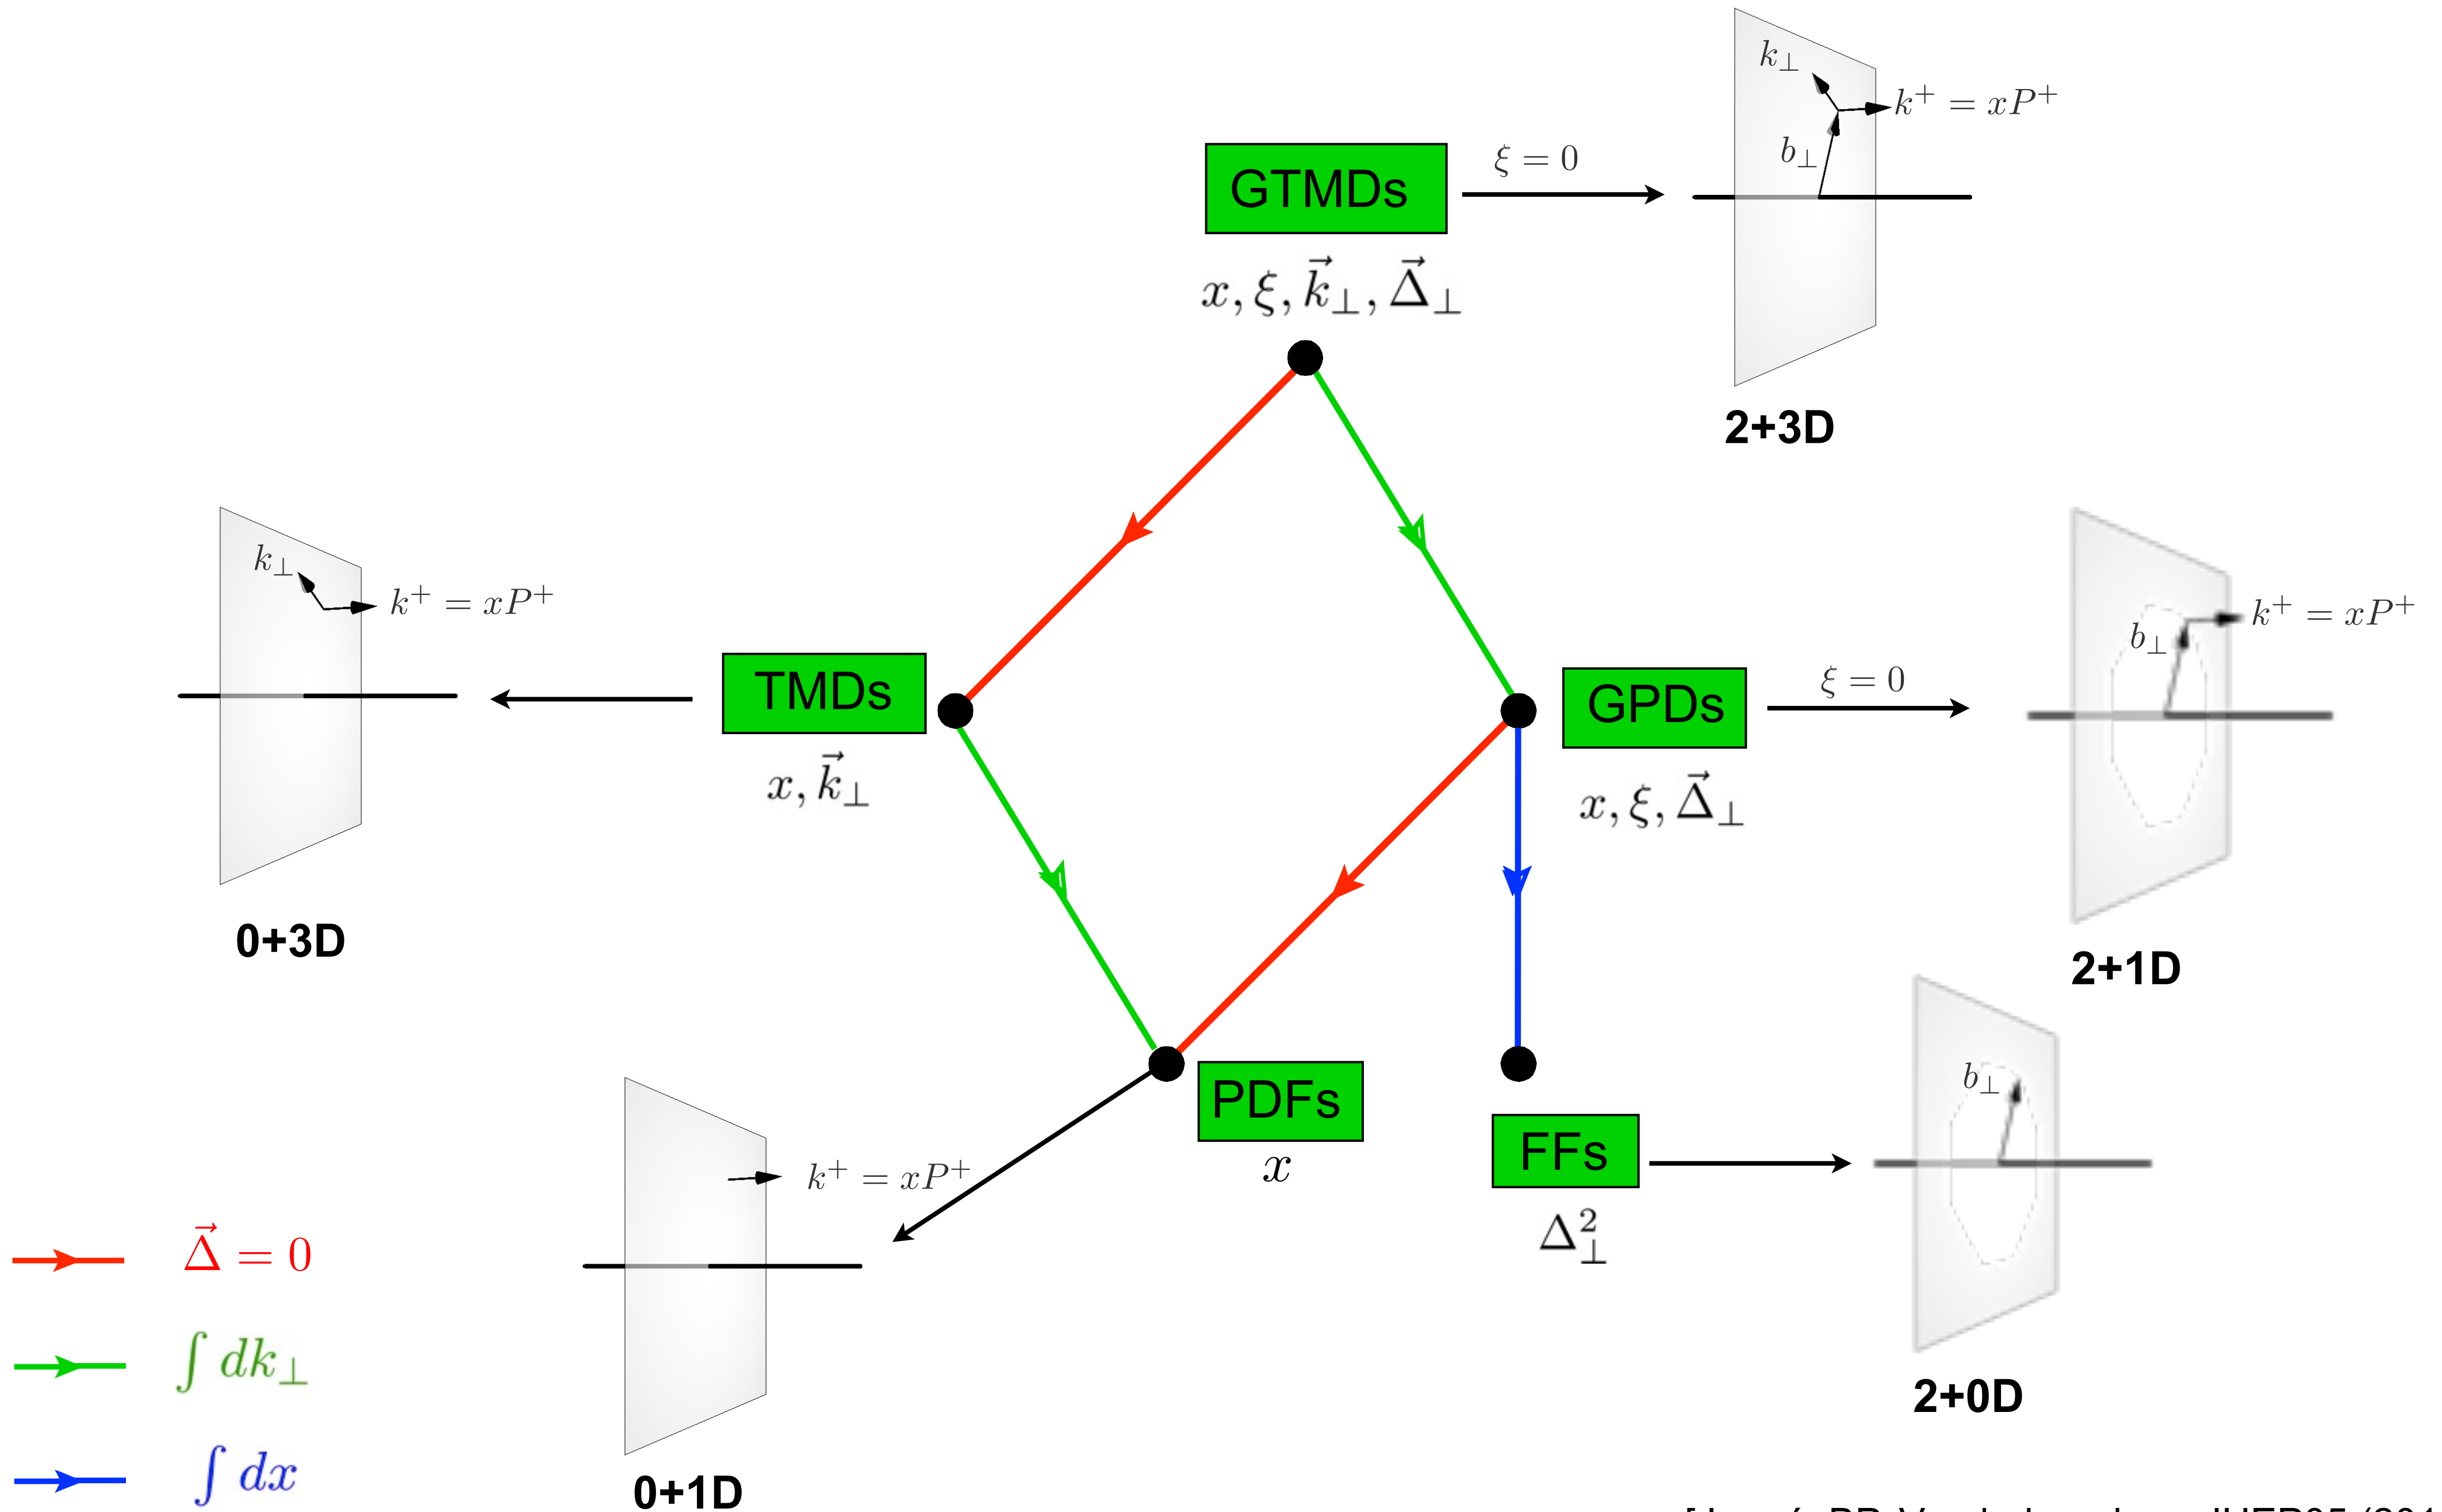 k⊥
k⁺ = xP⁺
b⊥
GTMDs
ξ = 0
x, ξ, k⃗⊥, Δ⃗⊥
2+3D
k⊥
k⁺ = xP⁺
TMDs
x, k⃗⊥
0+3D
GPDs
x, ξ, Δ⃗⊥
ξ = 0
b⊥
k⁺ = xP⁺
2+1D
PDFs
x
k⁺ = xP⁺
0+1D
FFs
Δ²⊥
b⊥
2+0D
Δ⃗ = 0
∫ dk⊥
∫ dx